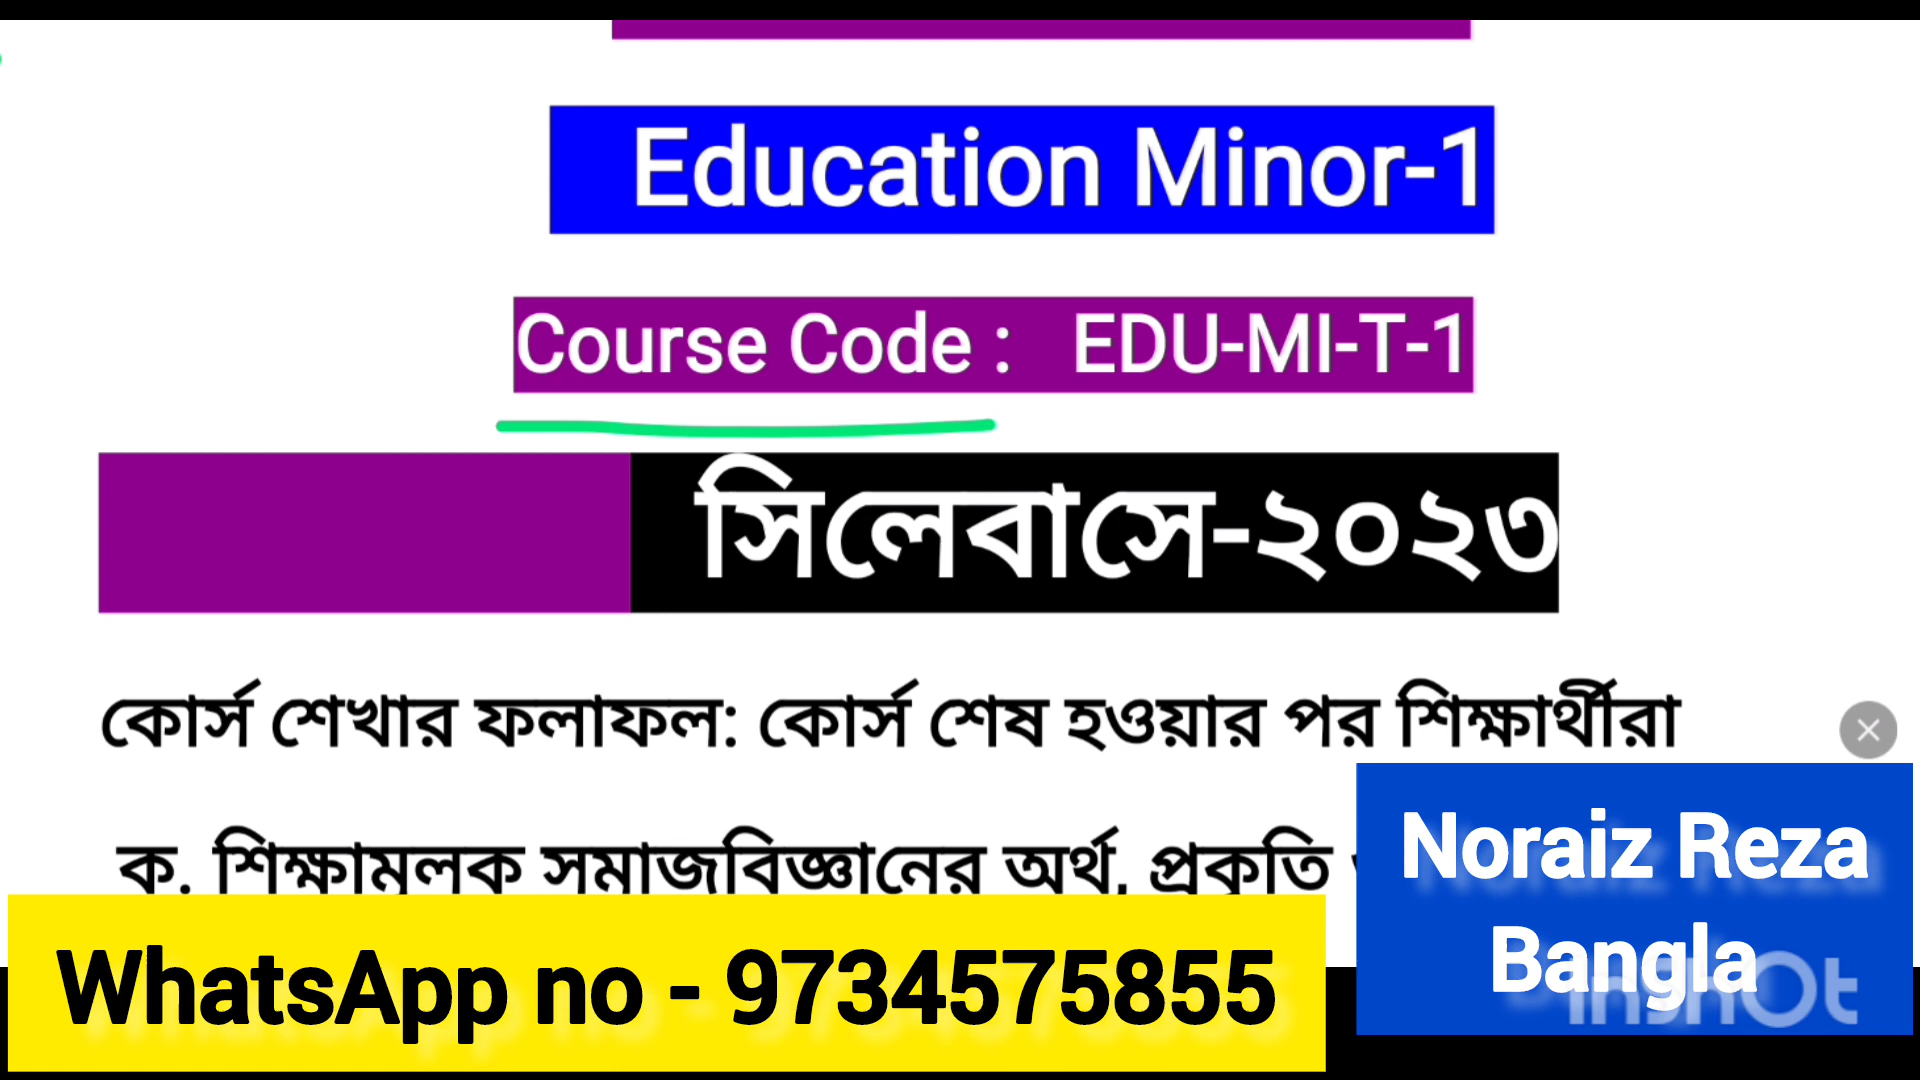 Education Minor-1
Course Code : EDU-MI-T-1
সিলেবাসে-২০২৩
কোর্স শেখার ফলাফল: কোর্স শেষ হওয়ার পর শিক্ষার্থীরা
ক. শিক্ষামূলক সমাজবিজ্ঞানের অর্থ, প্রকৃতি
Noraiz Reza
Bangla
InShOt
WhatsApp no - 9734575855